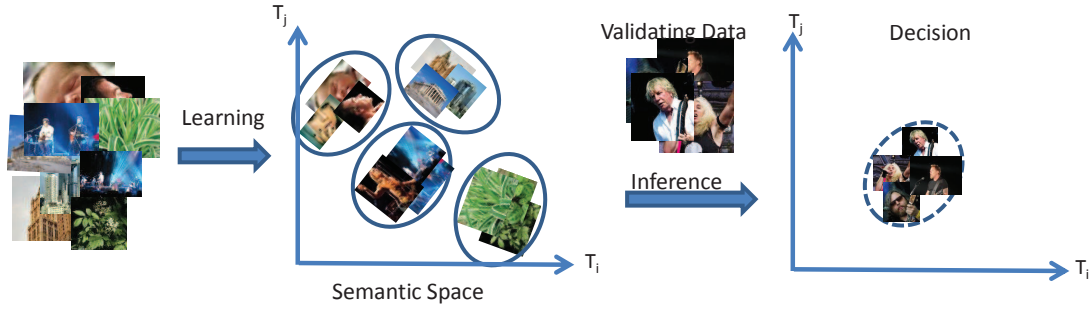 Tj
Learning
Ti
Semantic Space
Validating Data
Inference
Tj
Decision
Ti